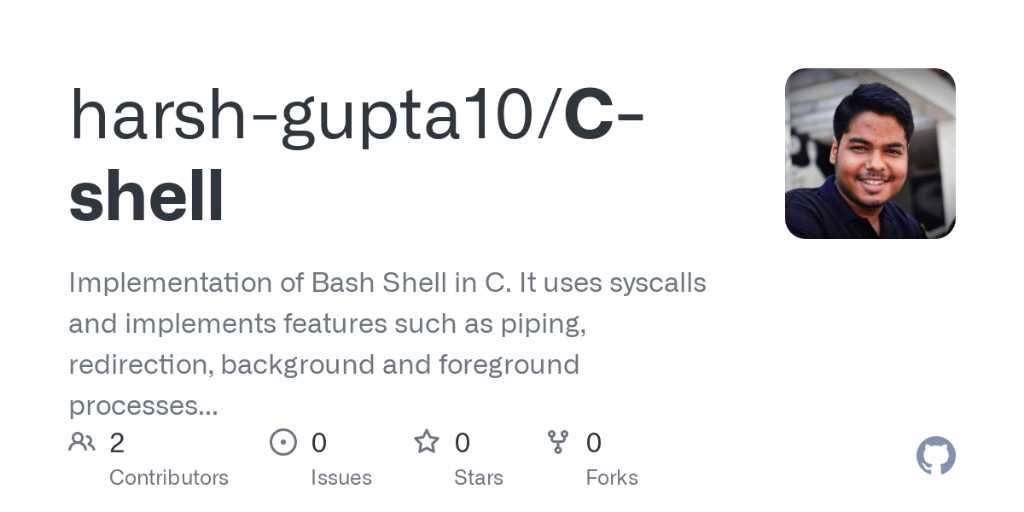 harsh-gupta10/C-
shell
Implementation of Bash Shell in C. It uses syscalls
and implements features such as piping,
redirection, background and foreground
processes...
2 0 0 0
Contributors Issues Stars Forks